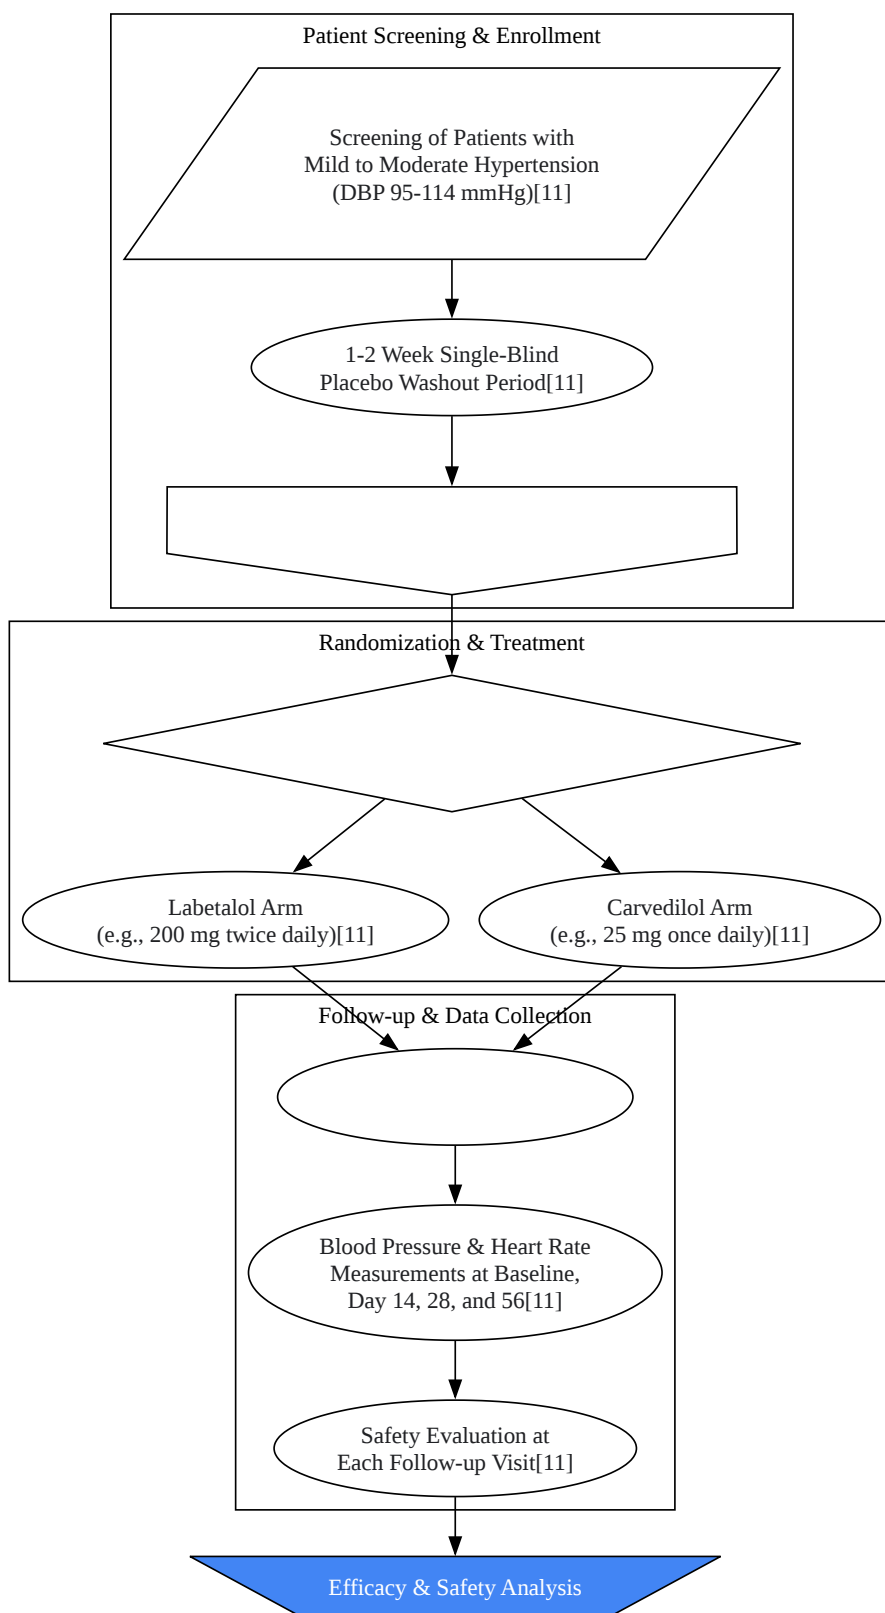 Patient Screening & Enrollment
Screening of Patients with
Mild to Moderate Hypertension
(DBP 95-114 mmHg)[11]
1-2 Week Single-Blind
Placebo Washout Period[11]
Randomization & Treatment
Labetalol Arm
(e.g., 200 mg twice daily)[11]
Carvedilol Arm
(e.g., 25 mg once daily)[11]
Follow-up & Data Collection
Blood Pressure & Heart Rate
Measurements at Baseline,
Day 14, 28, and 56[11]
Safety Evaluation at
Each Follow-up Visit[11]
Efficacy & Safety Analysis